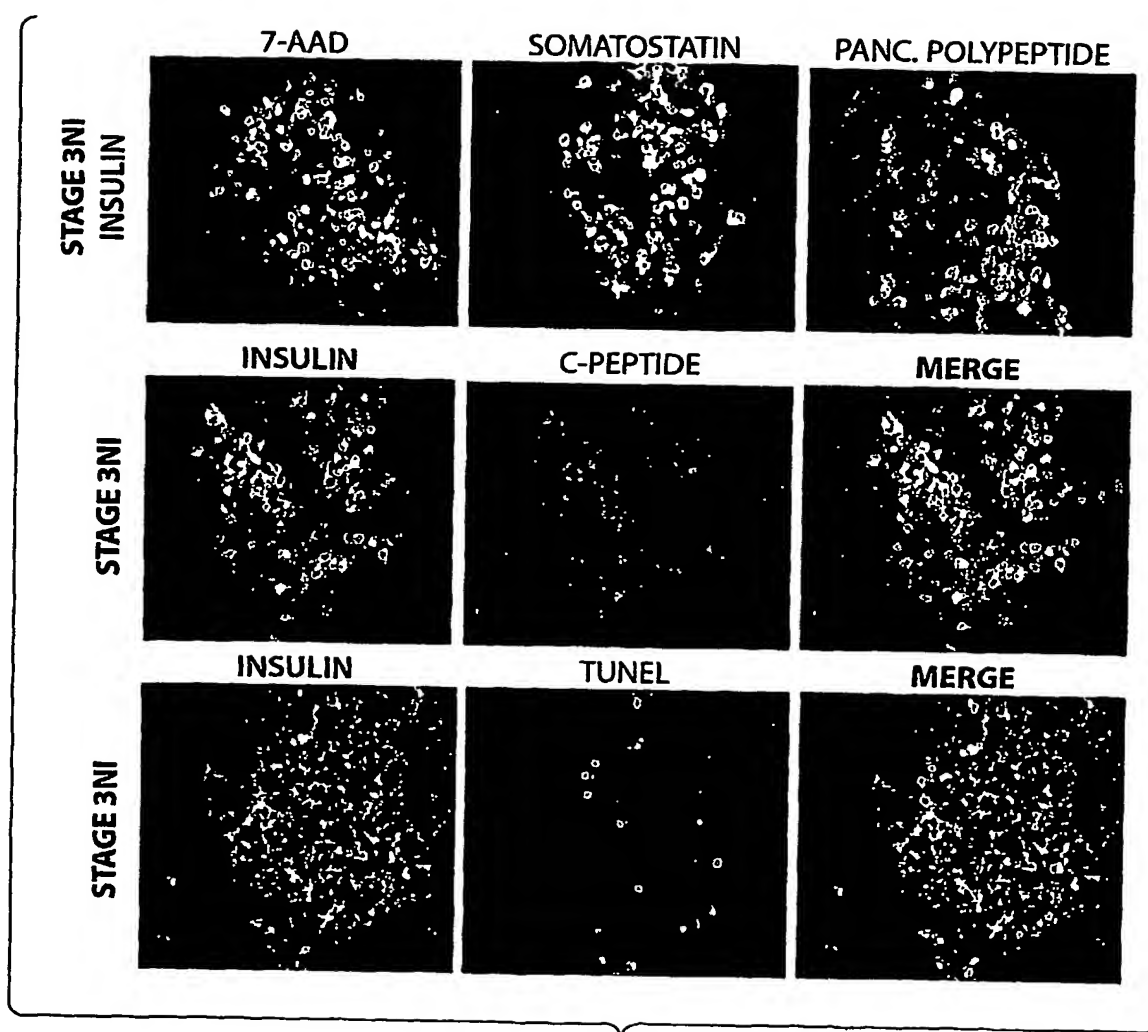 7-AAD SOMATOSTATIN PANC. POLYPEPTIDE
STAGE 3NI
INSULIN
INSULIN C-PEPTIDE MERGE
STAGE 3NI
INSULIN TUNEL MERGE
STAGE 3NI